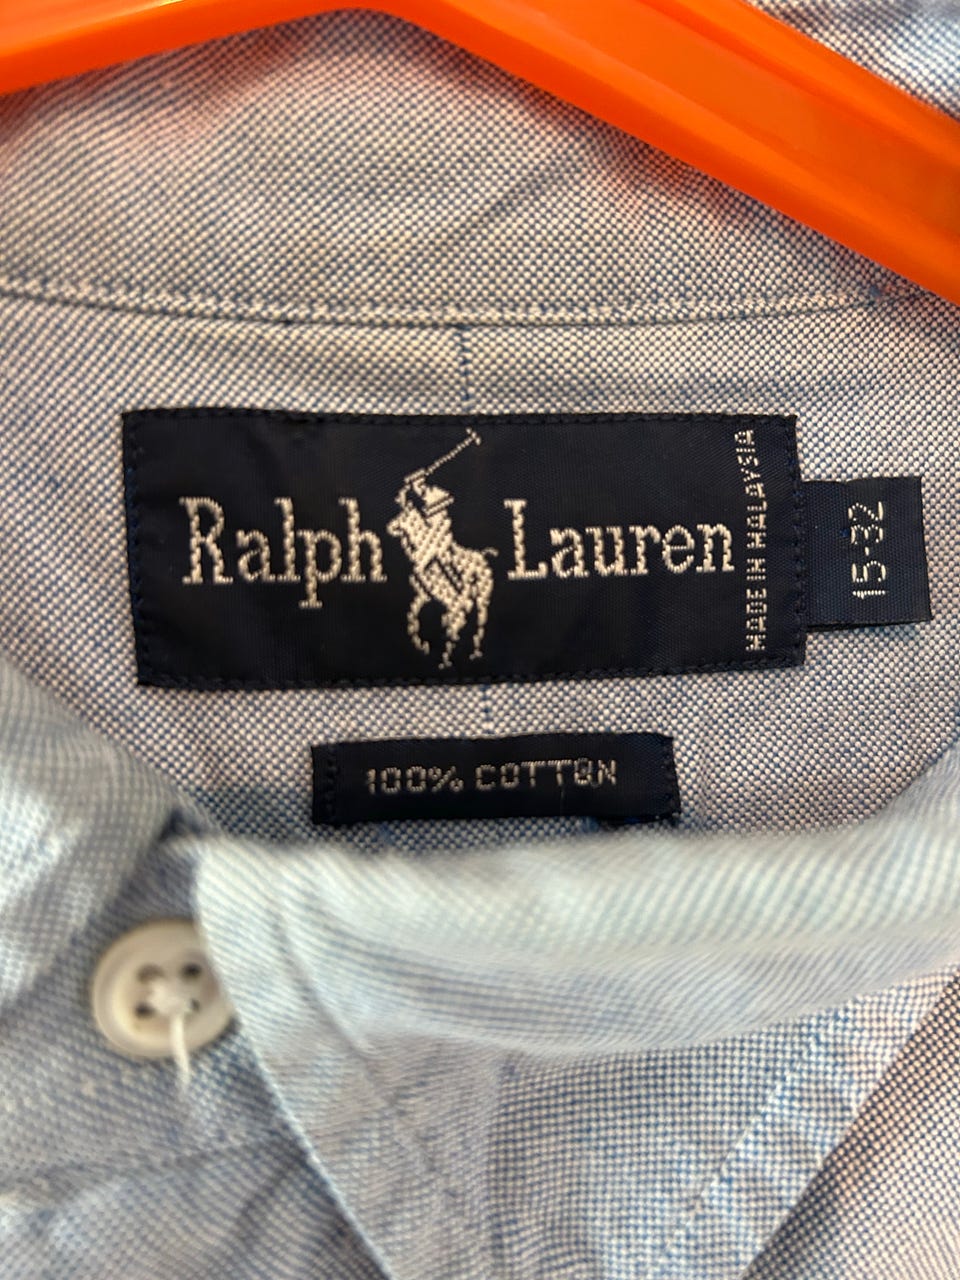 Ralph Lauren
MADE IN MALAYSIA
15-32
100% COTTON